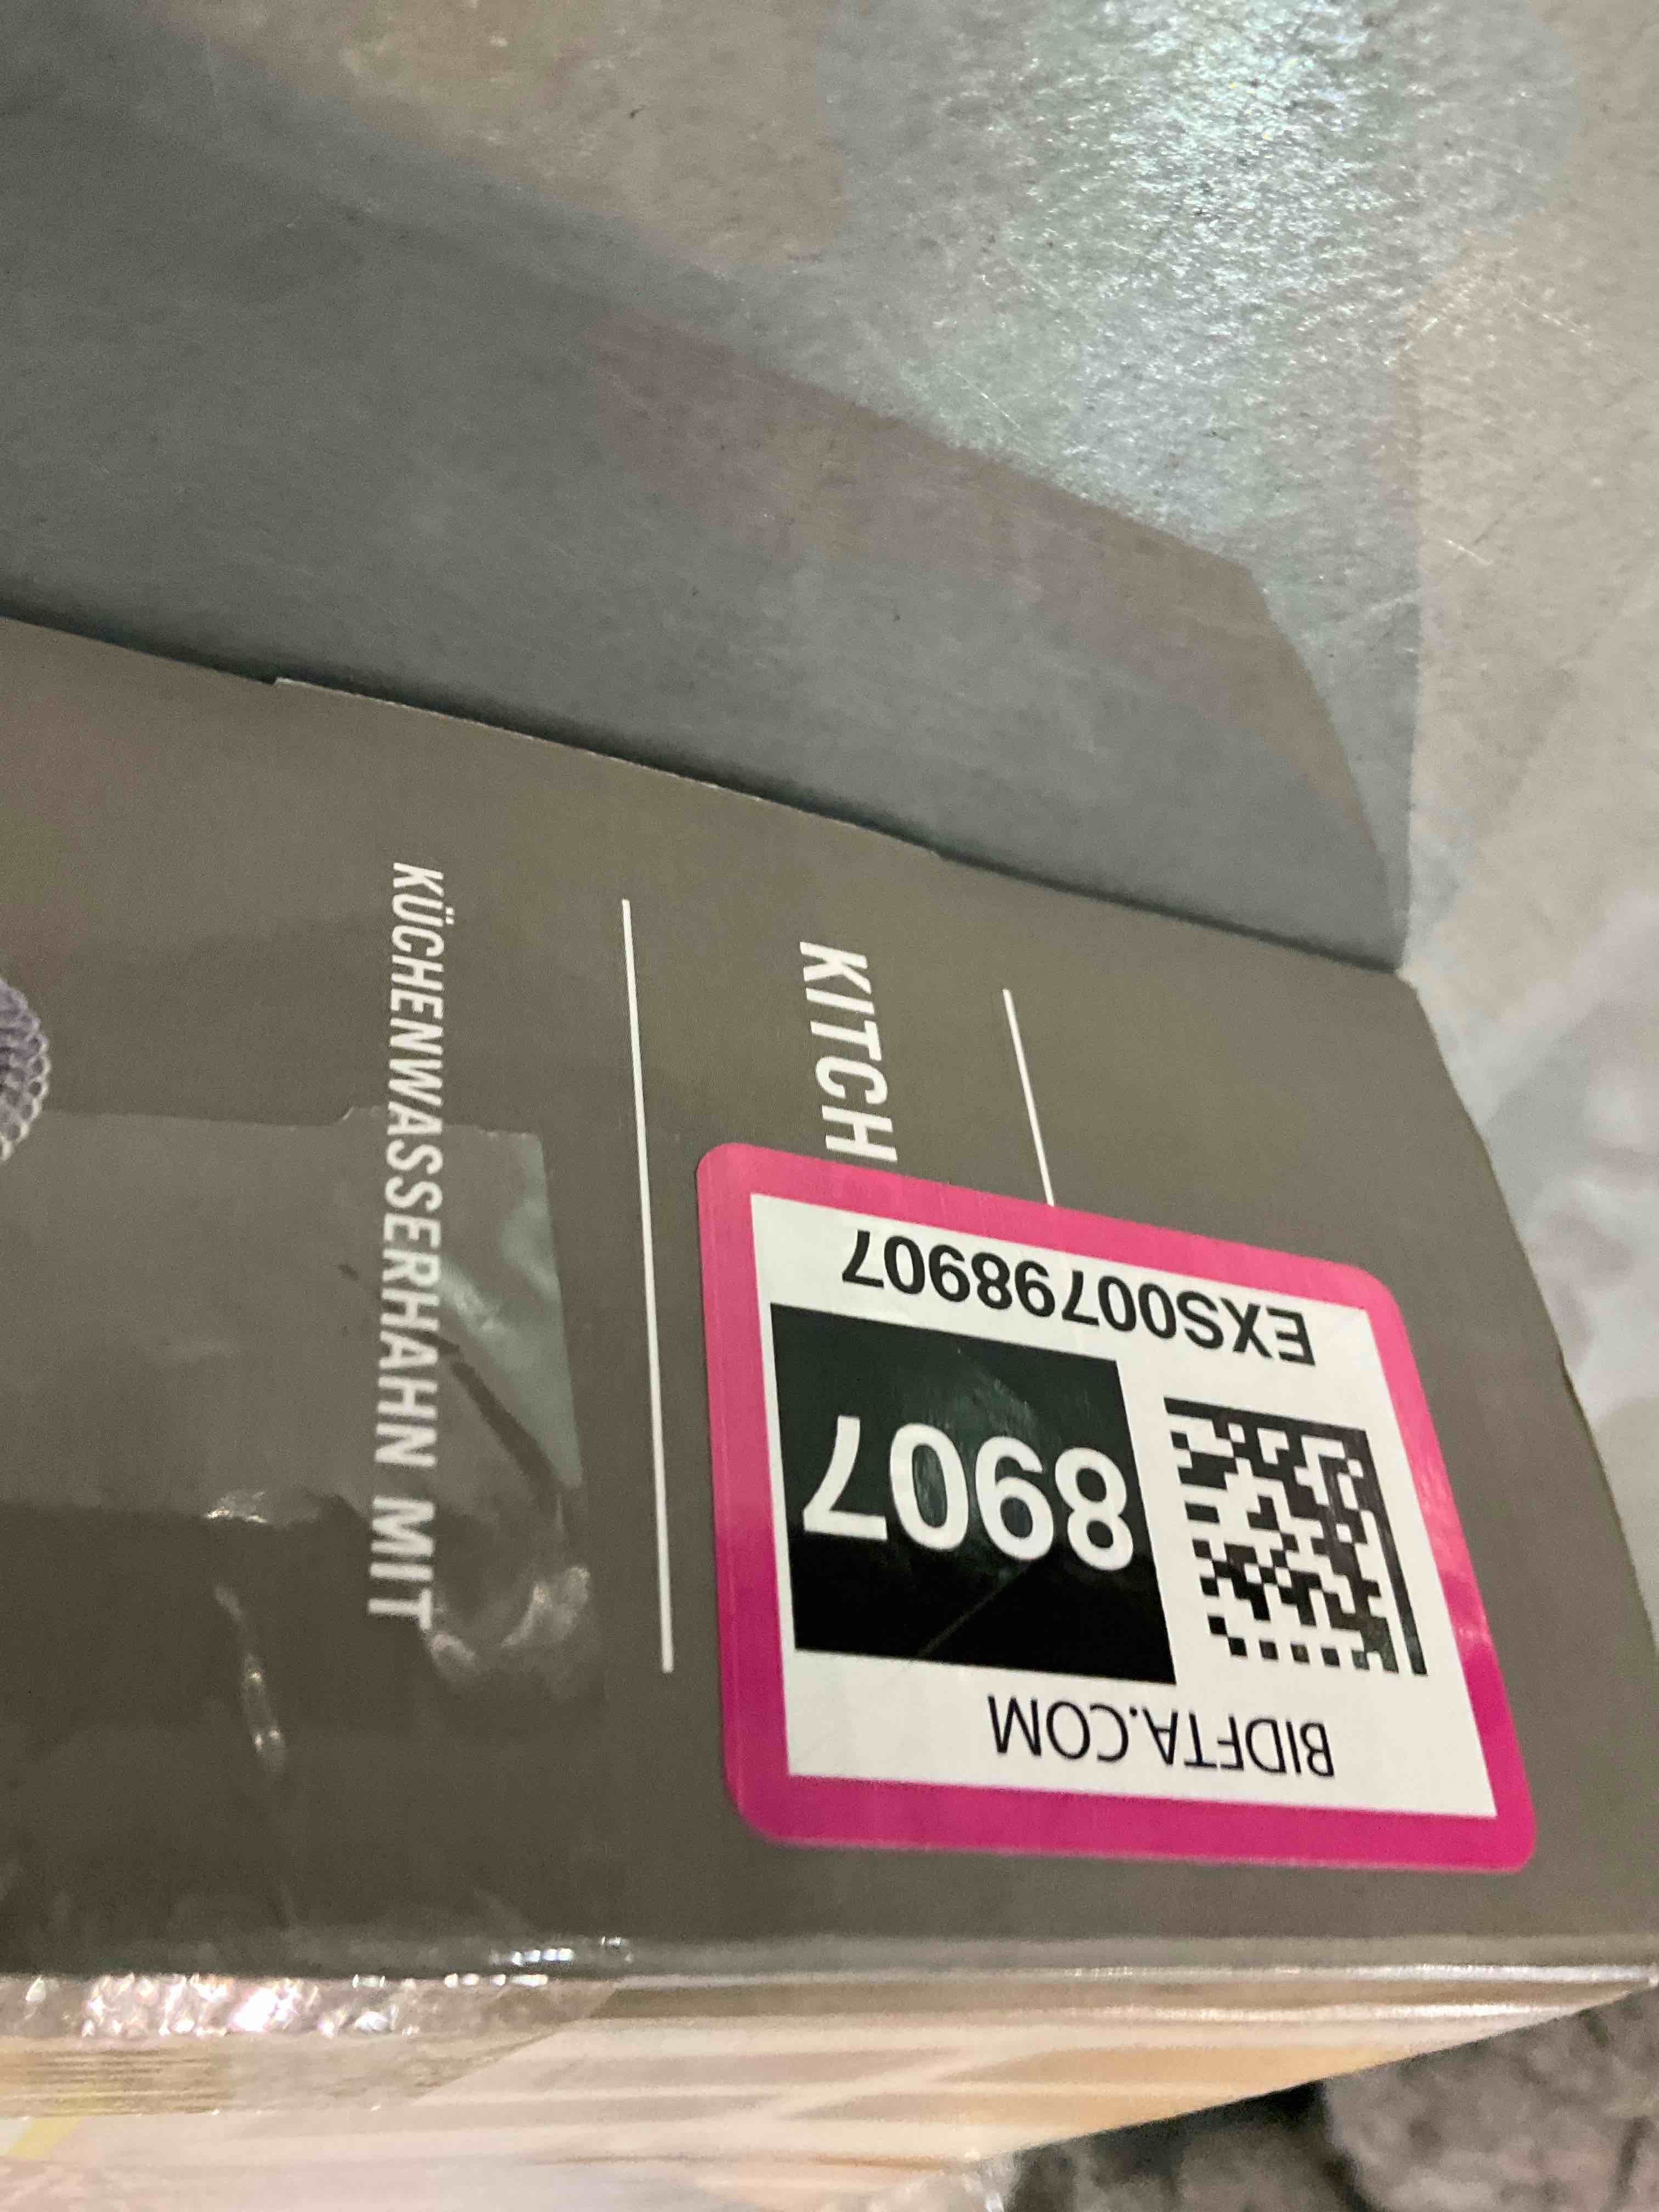 KITCH
KÜCHENWASSERHAHN MIT
BIDFTA.COM
8907
EXS00798907